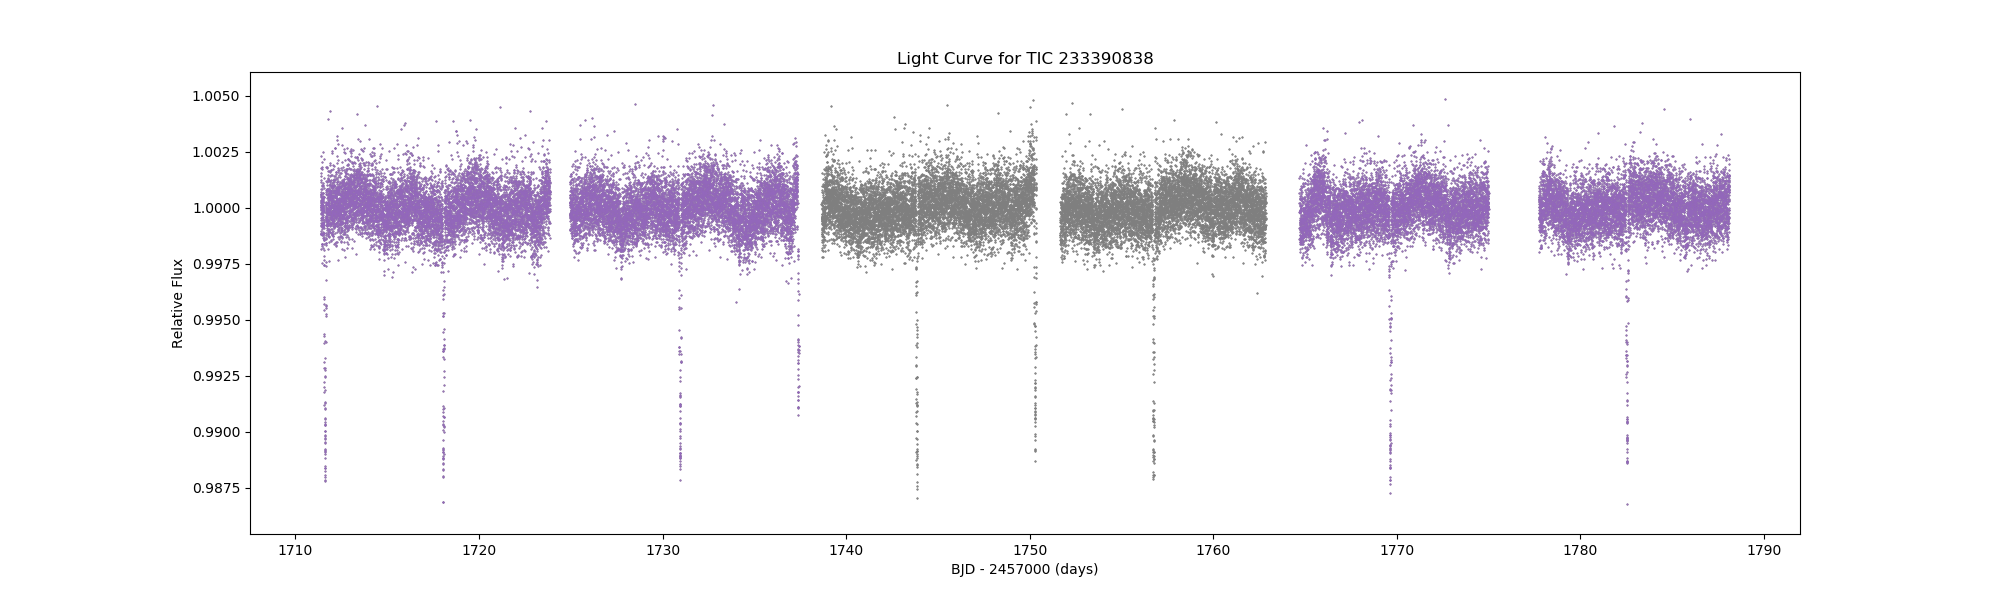 Light Curve for TIC 233390838
Relative Flux
1.0050
1.0025
1.0000
0.9975
0.9950
0.9925
0.9900
0.9875
1710 1720 1730 1740 1750 1760 1770 1780 1790
BJD - 2457000 (days)